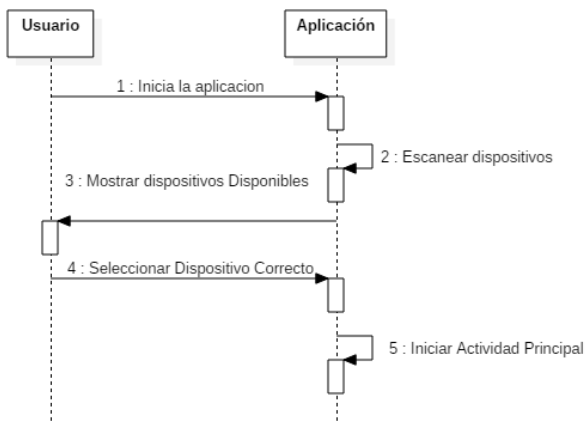 Usuario
Aplicación
1 : Inicia la aplicacion
2 : Escanear dispositivos
3 : Mostrar dispositivos Disponibles
4 : Seleccionar Dispositivo Correcto
5 : Iniciar Actividad Principal